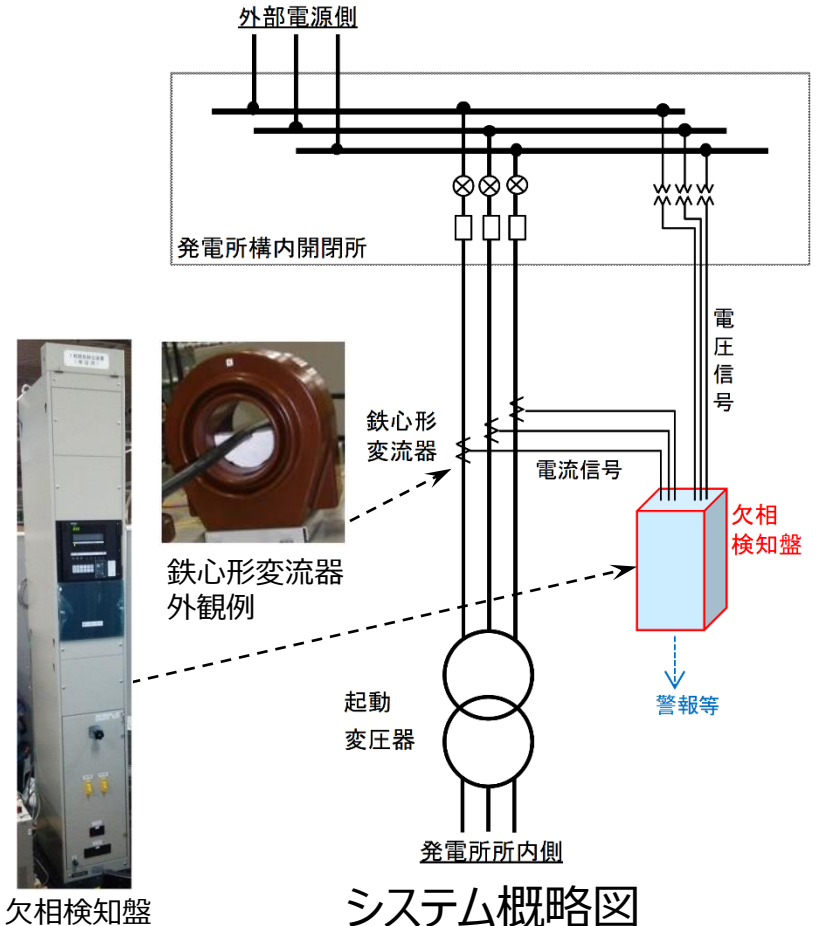 外部電源側
発電所構内開閉所
電圧信号
鉄心形
変流器
電流信号
欠相
検知盤
鉄心形変流器
外観例
起動
変圧器
警報等
発電所所内側
欠相検知盤
システム概略図